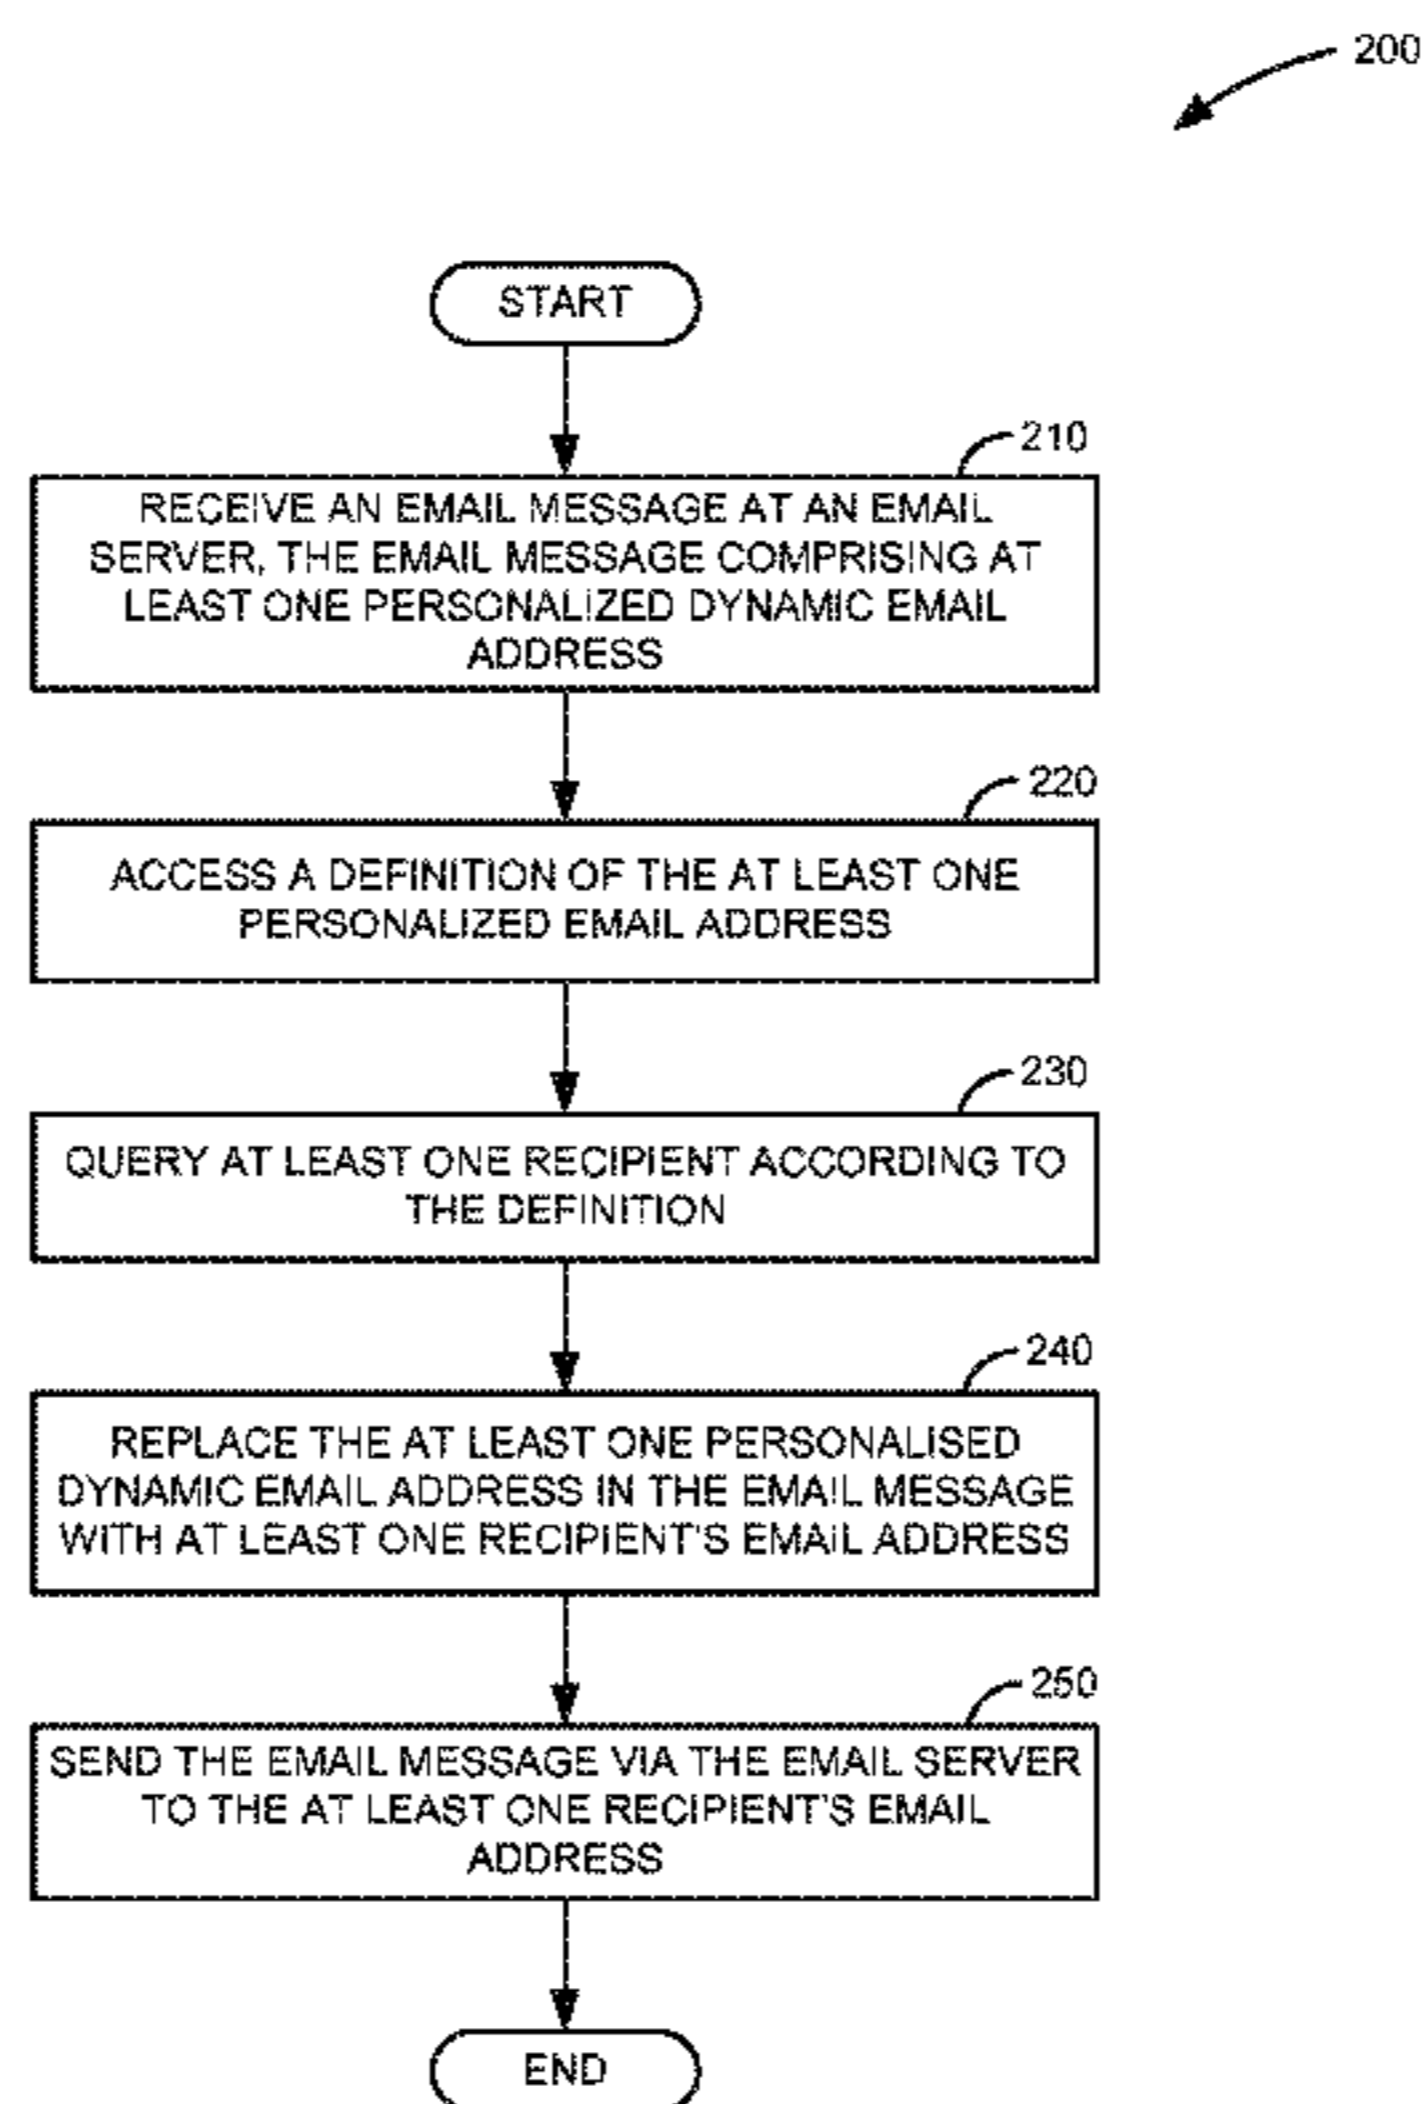 200
START
210
RECEIVE AN EMAIL MESSAGE AT AN EMAIL
SERVER, THE EMAIL MESSAGE COMPRISING AT
LEAST ONE PERSONALIZED DYNAMIC EMAIL
ADDRESS
220
ACCESS A DEFINITION OF THE AT LEAST ONE
PERSONALIZED EMAIL ADDRESS
230
QUERY AT LEAST ONE RECIPIENT ACCORDING TO
THE DEFINITION
240
REPLACE THE AT LEAST ONE PERSONALISED
DYNAMIC EMAIL ADDRESS IN THE EMAIL MESSAGE
WITH AT LEAST ONE RECIPIENT'S EMAIL ADDRESS
250
SEND THE EMAIL MESSAGE VIA THE EMAIL SERVER
TO THE AT LEAST ONE RECIPIENT'S EMAIL
ADDRESS
END